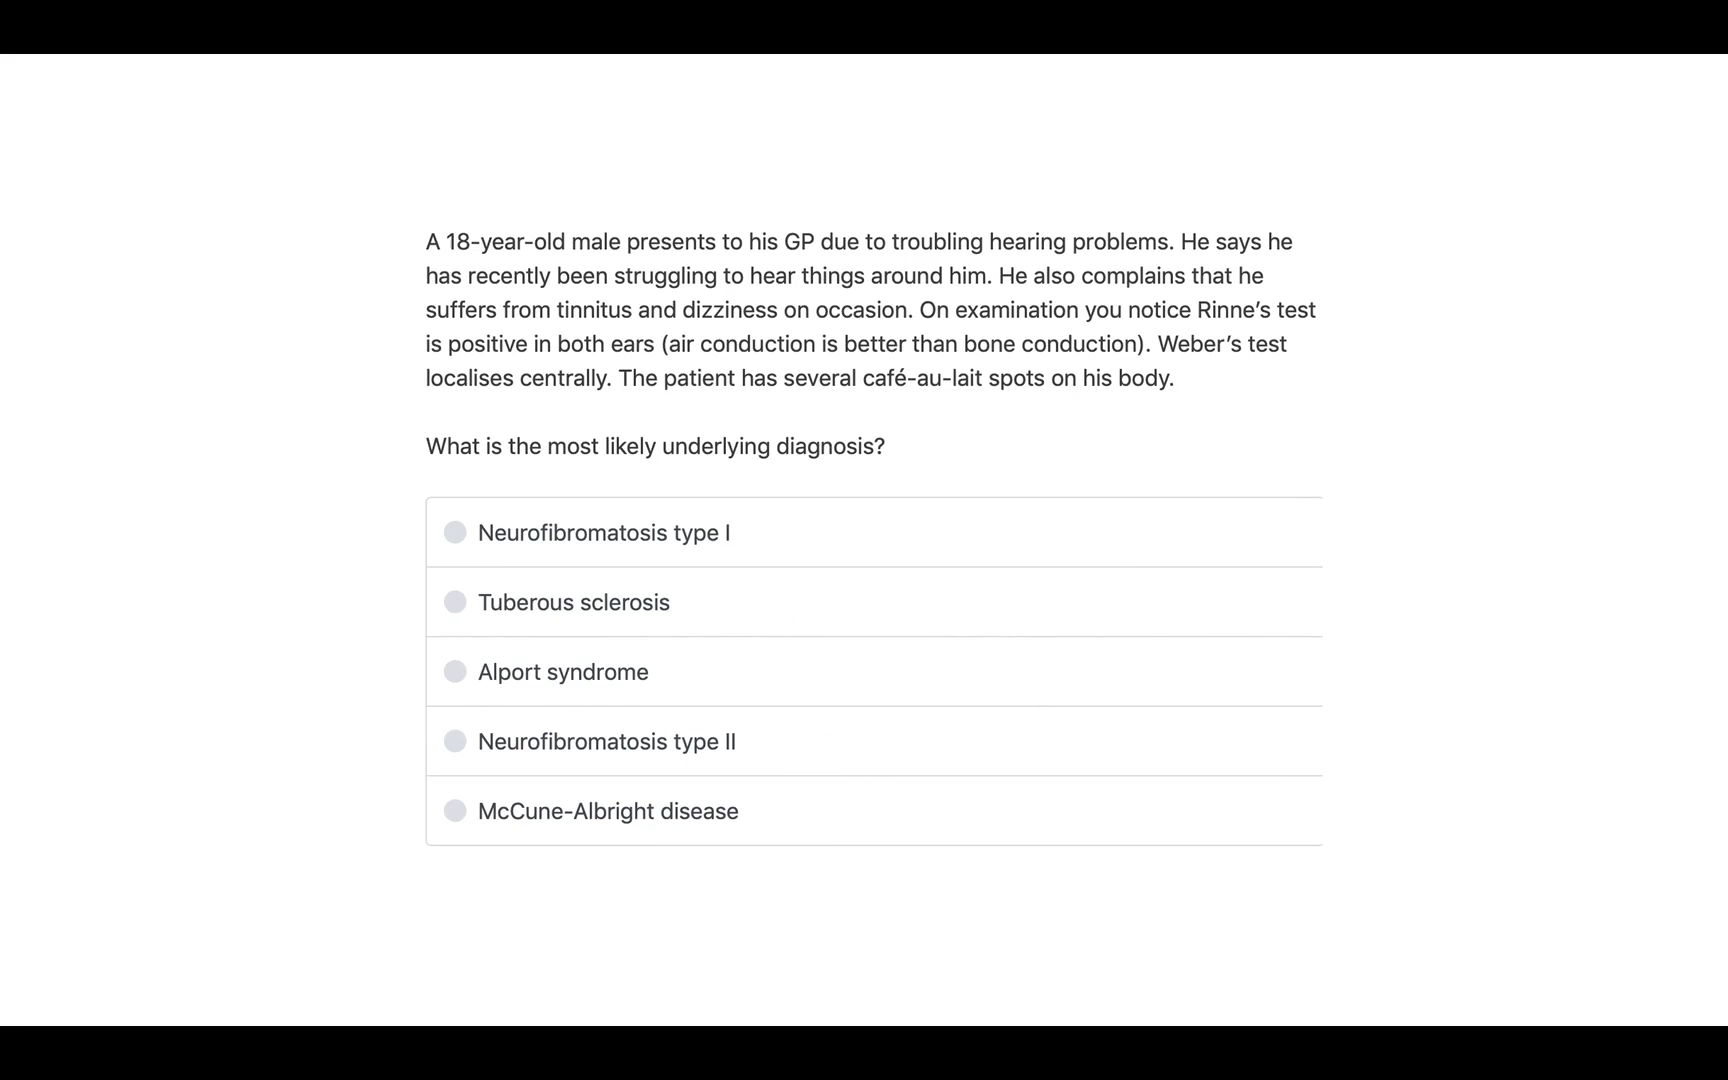 A 18-year-old male presents to his GP due to troubling hearing problems. He says he
has recently been struggling to hear things around him. He also complains that he
suffers from tinnitus and dizziness on occasion. On examination you notice Rinne’s test
is positive in both ears (air conduction is better than bone conduction). Weber’s test
localises centrally. The patient has several café-au-lait spots on his body.
What is the most likely underlying diagnosis?
Neurofibromatosis type I
Tuberous sclerosis
Alport syndrome
Neurofibromatosis type II
McCune-Albright disease